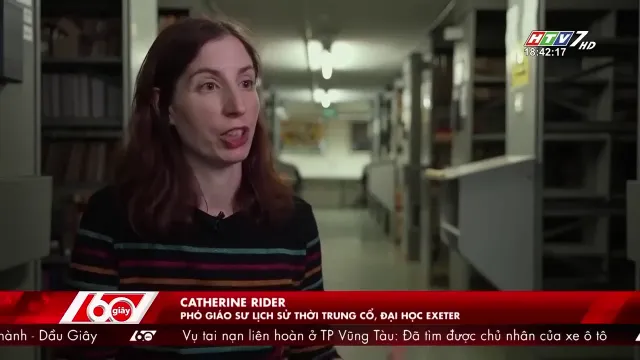 HTV7 HD
18:42:17
CATHERINE RIDER
PHÓ GIÁO SƯ LỊCH SỬ THỜI TRUNG CỔ, ĐẠI HỌC EXETER
60 giây
hành - Dầu Giây 60 Vụ tai nạn liên hoàn ở TP Vũng Tàu: Đã tìm được chủ nhân của xe ô tô